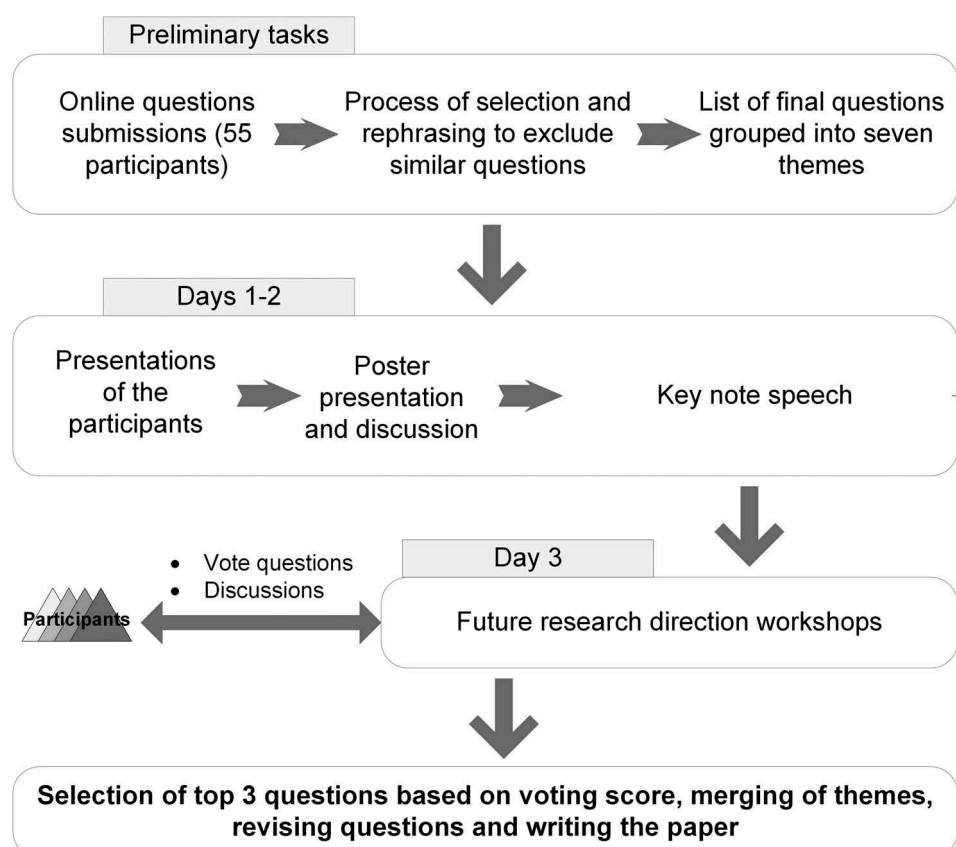 Preliminary tasks
Online questions
submissions (55
participants)
Process of selection and
rephrasing to exclude
similar questions
List of final questions
grouped into seven
themes
Days 1-2
Presentations
of the
participants
Poster
presentation
and discussion
Key note speech
• Vote questions
• Discussions
Day 3
Participants
Future research direction workshops
Selection of top 3 questions based on voting score, merging of themes,
revising questions and writing the paper